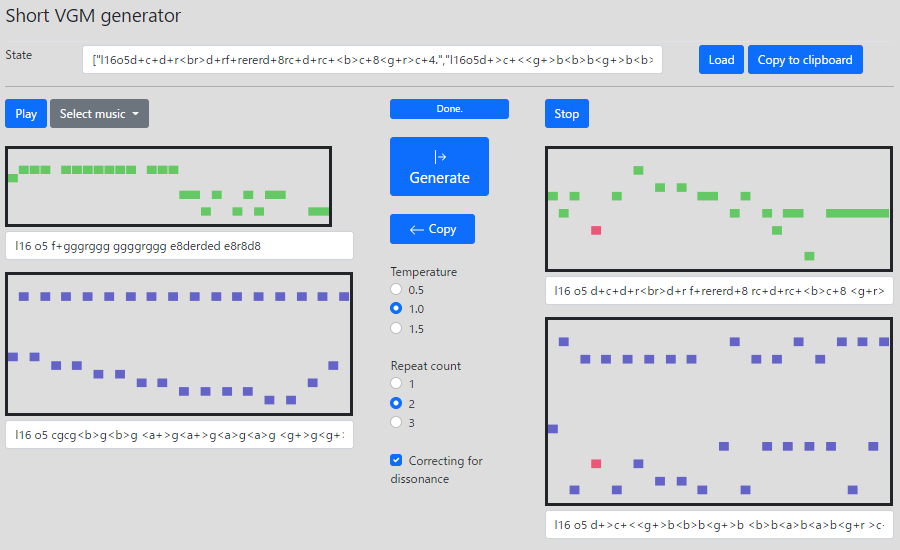 Short VGM generator
State
["l16o5d+c+d+r<br>d+rf+rererd+8rc+d+rc+<b>c+8<g+r>c+4.","l16o5d+>c+<<g+>b<b>b<g+>b<b>
Load
Copy to clipboard
Play
Select music
Done.
Stop
Generate
l16 o5 f+gggrggg ggggrggg e8derded e8r8d8
Copy
Temperature
0.5
1.0
1.5
l16 o5 d+c+d+r<br>d+r f+rererd+8 rc+d+rc+<b>c+8 <g+r>
Repeat count
1
2
3
l16 o5 cgcg<b>g<b>g <a+>g<a+>g<a>g<a>g <g+>g<g+>
Correcting for
dissonance
l16 o5 d+>c+<<g+>b<b>b<g+>b <b>b<a>b<a>b<g+r >c-